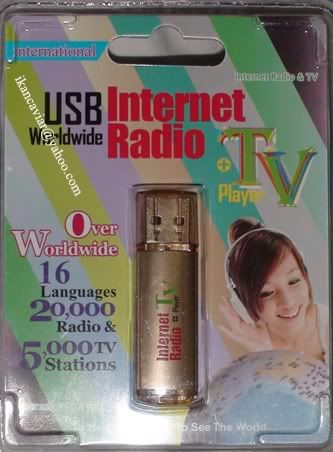 International
Internet Radio & TV
USB Internet
Worldwide Radio
+ TV
Player
ikancavia@yahoo.com
Over
Worldwide
16
Languages
20,000
Radio &
5,000 TV
Stations
Internet
Radio
+
TV
Player
To See The World